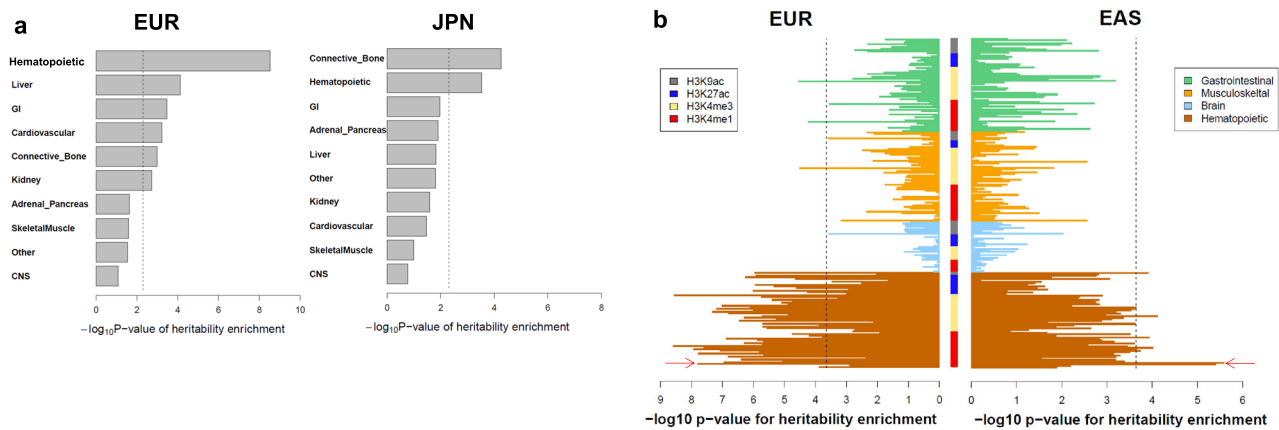 a
EUR
Hematopoietic
Liver
GI
Cardiovascular
Connective_Bone
Kidney
Adrenal_Pancreas
SkeletalMuscle
Other
CNS
0 2 4 6 8 10
−log10P−value of heritability enrichment
JPN
Connective_Bone
Hematopoietic
GI
Adrenal_Pancreas
Liver
Other
Kidney
Cardiovascular
SkeletalMuscle
CNS
0 2 4 6 8
−log10P−value of heritability enrichment
b
EUR
EAS
H3K9ac
H3K27ac
H3K4me3
H3K4me1
Gastrointestinal
Musculoskeltal
Brain
Hematopoietic
9 8 7 6 5 4 3 2 1 0
−log10 p−value for heritability enrichment
0 1 2 3 4 5 6
−log10 p−value for heritability enrichment